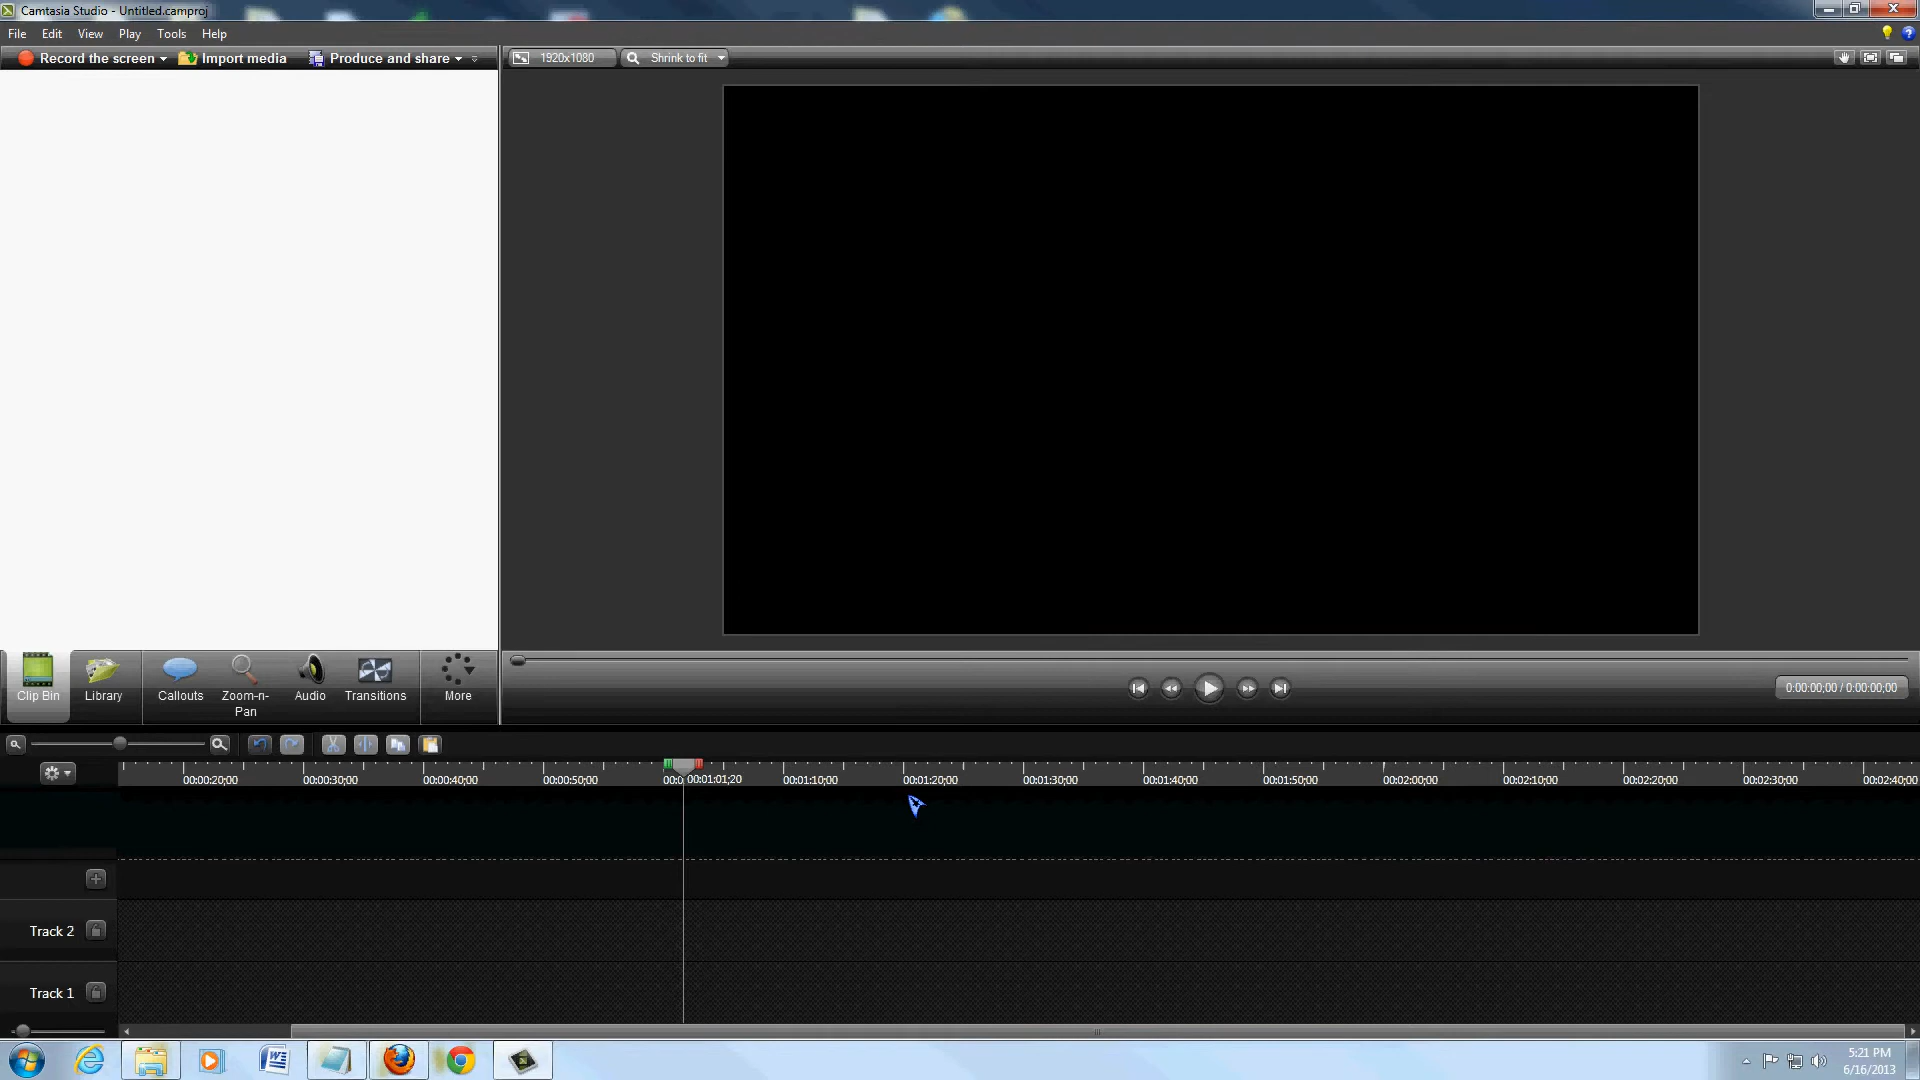 Camtasia Studio - Untitled.camproj
File Edit View Play Tools Help
Record the screen Import media Produce and share 1920x1080 Shrink to fit
Clip Bin Library Callouts Zoom-n-Pan Audio Transitions More
0:00:00;00 / 0:00:00;00
00:00:20;00 00:00:30;00 00:00:40;00 00:00:50;00 00:0 00:01:01;20 00:01:10;00 00:01:20;00 00:01:30;00 00:01:40;00 00:01:50;00 00:02:00;00 00:02:10;00 00:02:20;00 00:02:30;00 00:02:40;00
Track 2
Track 1
5:21 PM
6/16/2013